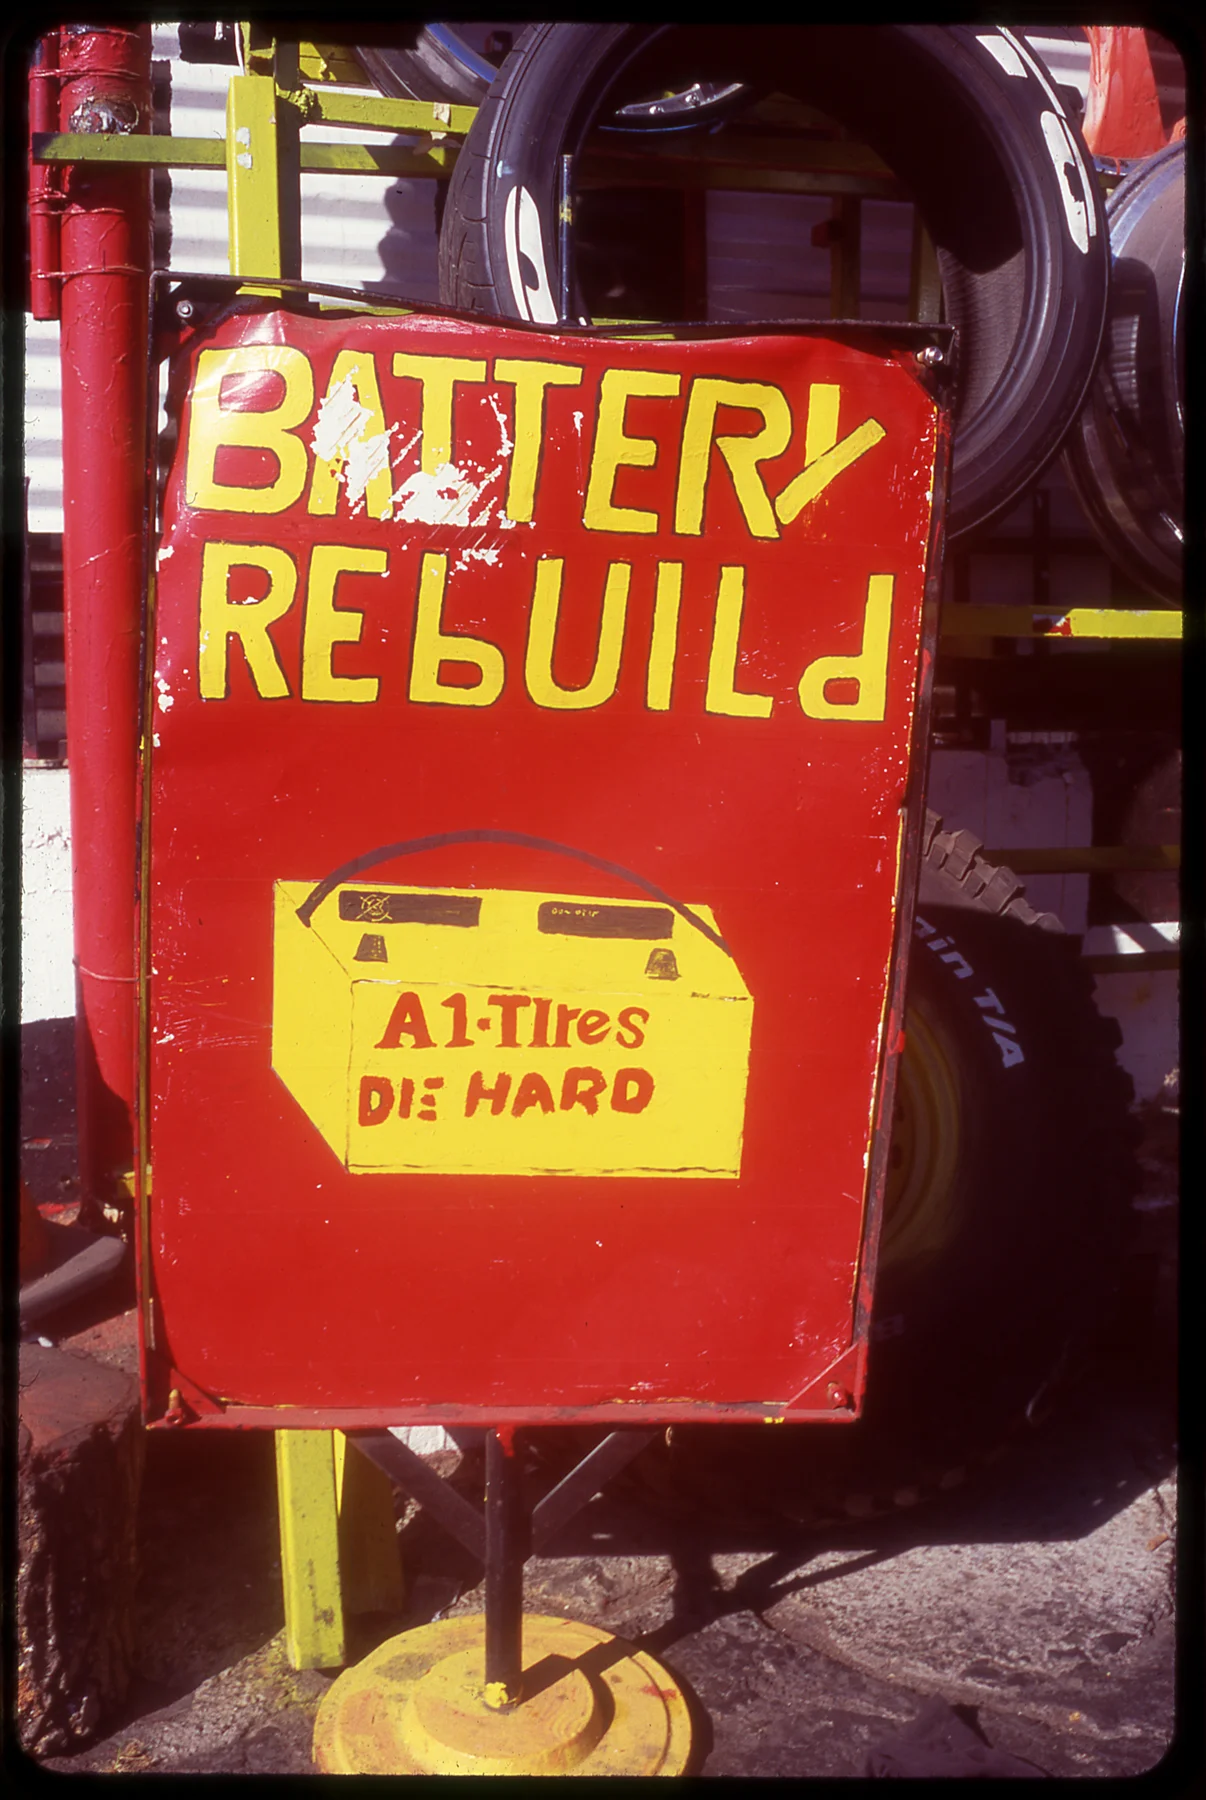 BATTERY
REbUILd
A1-TIres
DIE HARD
T/A